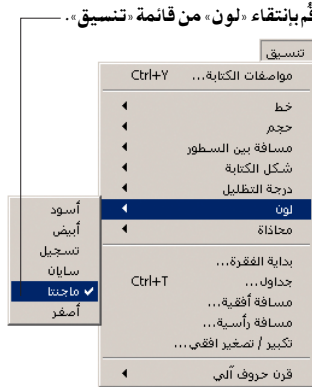 قُم بإنتقاء «لون» من قائمة «تنسيق».
تنسيق
مواصفات الكتابة... Ctrl+Y
خط
حجم
مسافة بين السطور
شكل الكتابة
درجة التظليل
لون
محاذاة
بداية الفقرة...
جداول... Ctrl+T
مسافة أفقية...
مسافة رأسية...
تكبير / تصغير افقي...
قرن حروف آلي
أسود
أبيض
تسجيل
سايان
ماجنتا
أصفر